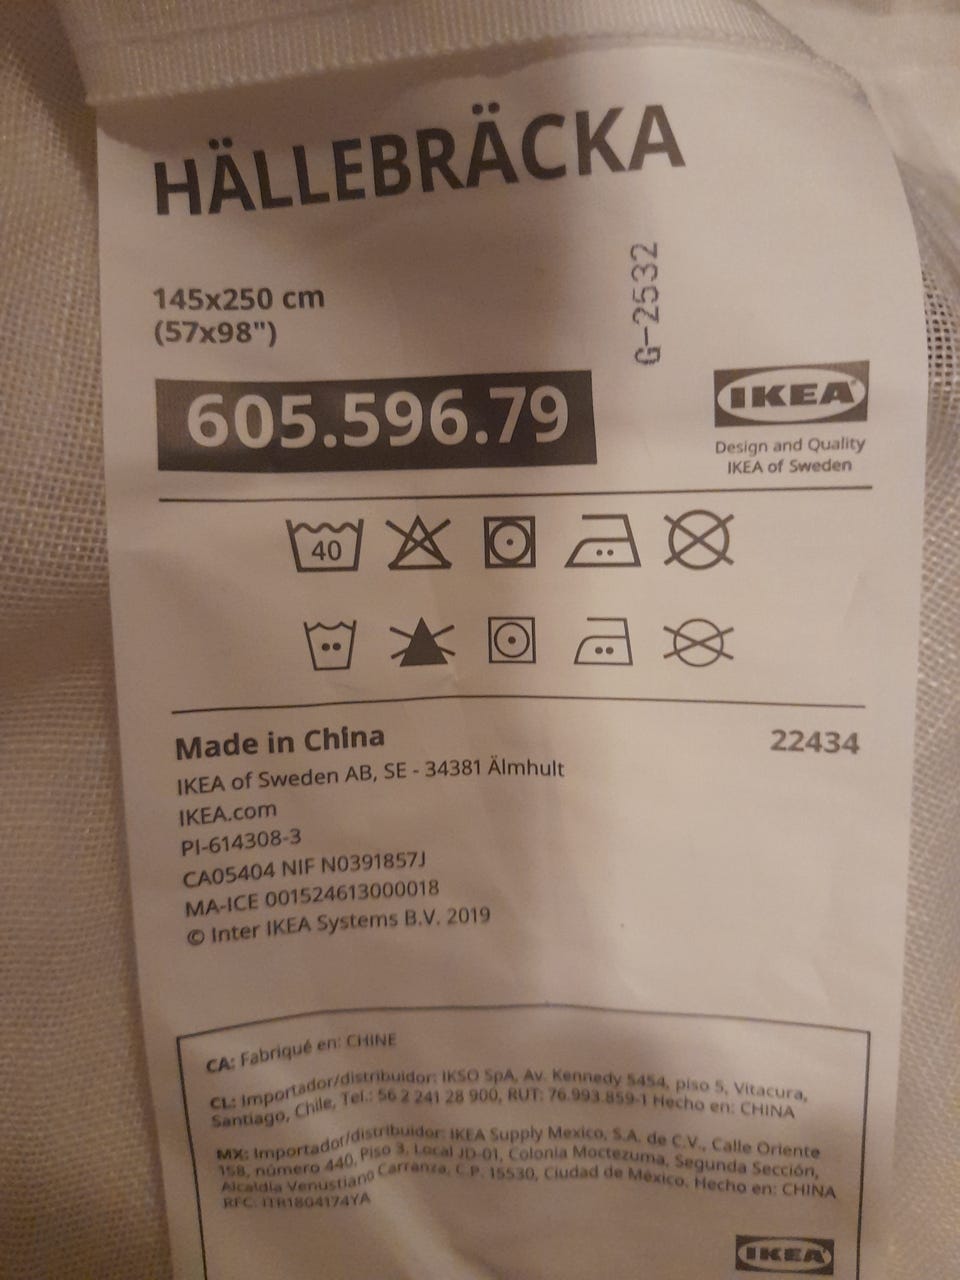 HÄLLEBRÄCKA
145x250 cm
(57x98")
G-2532
605.596.79
IKEA®
Design and Quality
IKEA of Sweden
40
Made in China
22434
IKEA of Sweden AB, SE - 34381 Älmhult
IKEA.com
PI-614308-3
CA05404 NIF N0391857J
MA-ICE 001524613000018
© Inter IKEA Systems B.V. 2019
CA: Fabriqué en: CHINE
CL: Importador/distribuidor: IKSO SpA, Av. Kennedy 5454, piso 5, Vitacura,
Santiago, Chile, Tel.: 56 2 241 28 900, RUT: 76.993.859-1 Hecho en: CHINA
MX: Importador/distribuidor: IKEA Supply Mexico, S.A. de C.V., Calle Oriente
158, número 440, Piso 3, Local JD-01, Colonia Moctezuma, Segunda Sección,
Alcaldía Venustiano Carranza, C.P. 15530, Ciudad de México. Hecho en: CHINA
RFC: ITR1804174YA
IKEA